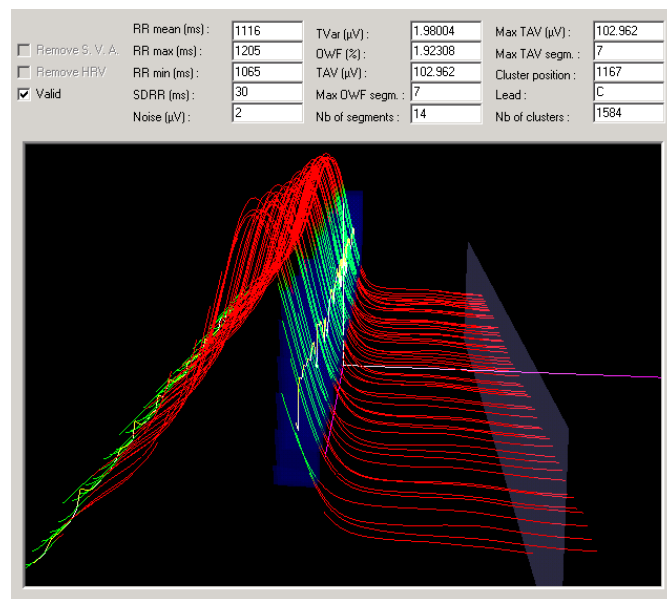 RR mean (ms) : 1116 TVar (µV) : 1.98004 Max TAV (µV) : 102.962
Remove S. V. A. RR max (ms) : 1205 OWF (%) : 1.92308 Max TAV segm. : 7
Remove HRV RR min (ms) : 1065 TAV (µV) : 102.962 Cluster position : 1167
Valid SDRR (ms) : 30 Max OWF segm. : 7 Lead : C
Noise (µV) : 2 Nb of segments : 14 Nb of clusters : 1584